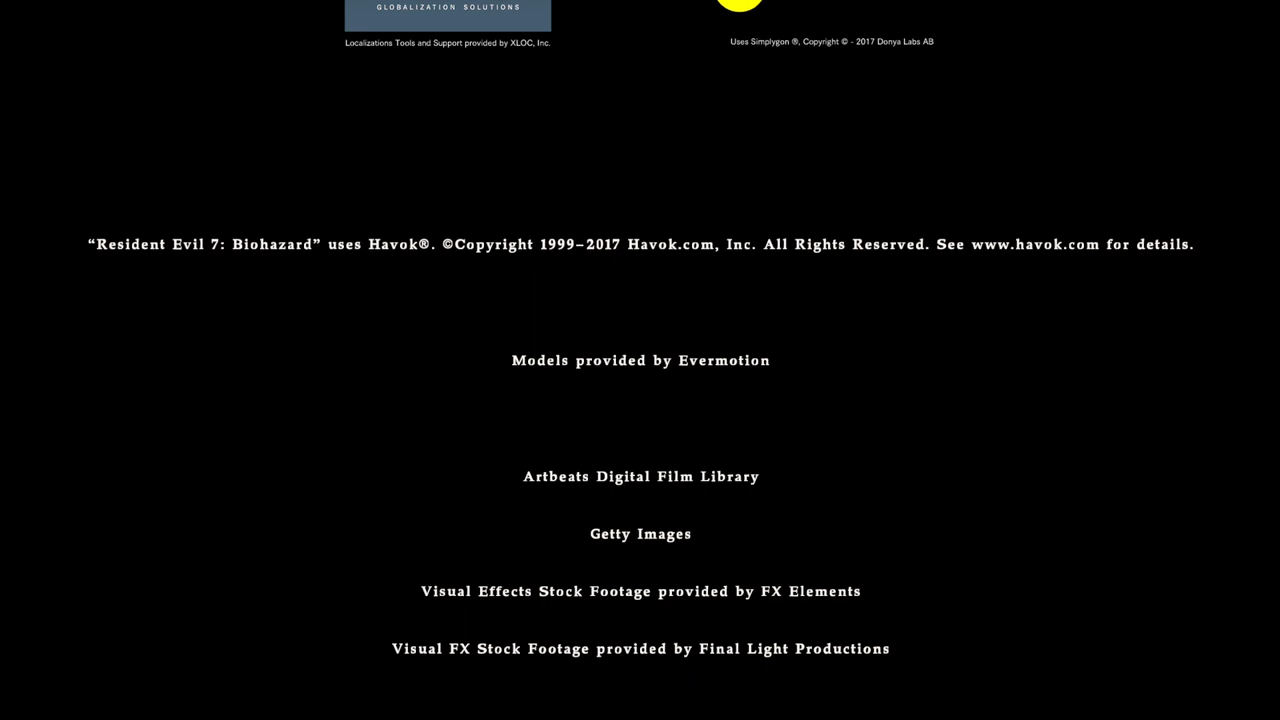 GLOBALIZATION SOLUTIONS
Localizations Tools and Support provided by XLOC, Inc.
Uses Simplygon ®, Copyright © - 2017 Donya Labs AB
“Resident Evil 7: Biohazard” uses Havok®. ©Copyright 1999–2017 Havok.com, Inc. All Rights Reserved. See www.havok.com for details.
Models provided by Evermotion
Artbeats Digital Film Library
Getty Images
Visual Effects Stock Footage provided by FX Elements
Visual FX Stock Footage provided by Final Light Productions